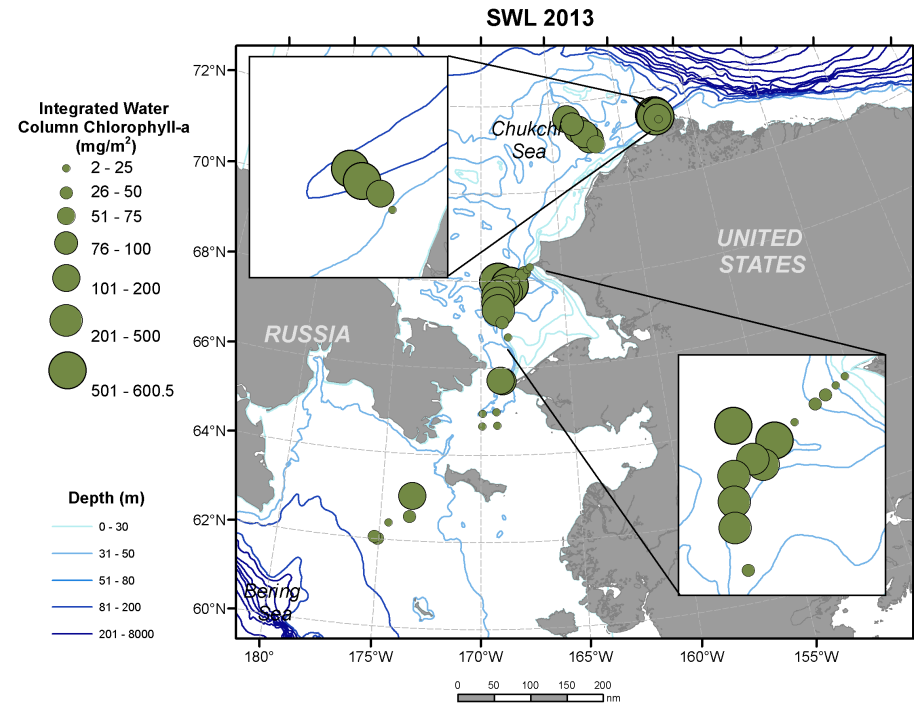 SWL 2013
Integrated Water
Column Chlorophyll-a
(mg/m²)
2 - 25
26 - 50
51 - 75
76 - 100
101 - 200
201 - 500
501 - 600.5
Depth (m)
0 - 30
31 - 50
51 - 80
81 - 200
201 - 8000
72°N
70°N
68°N
66°N
64°N
62°N
60°N
Chukchi
Sea
UNITED
STATES
RUSSIA
Bering
Sea
180°
175°W
170°W
165°W
160°W
155°W
0 50 100 150 200
nm